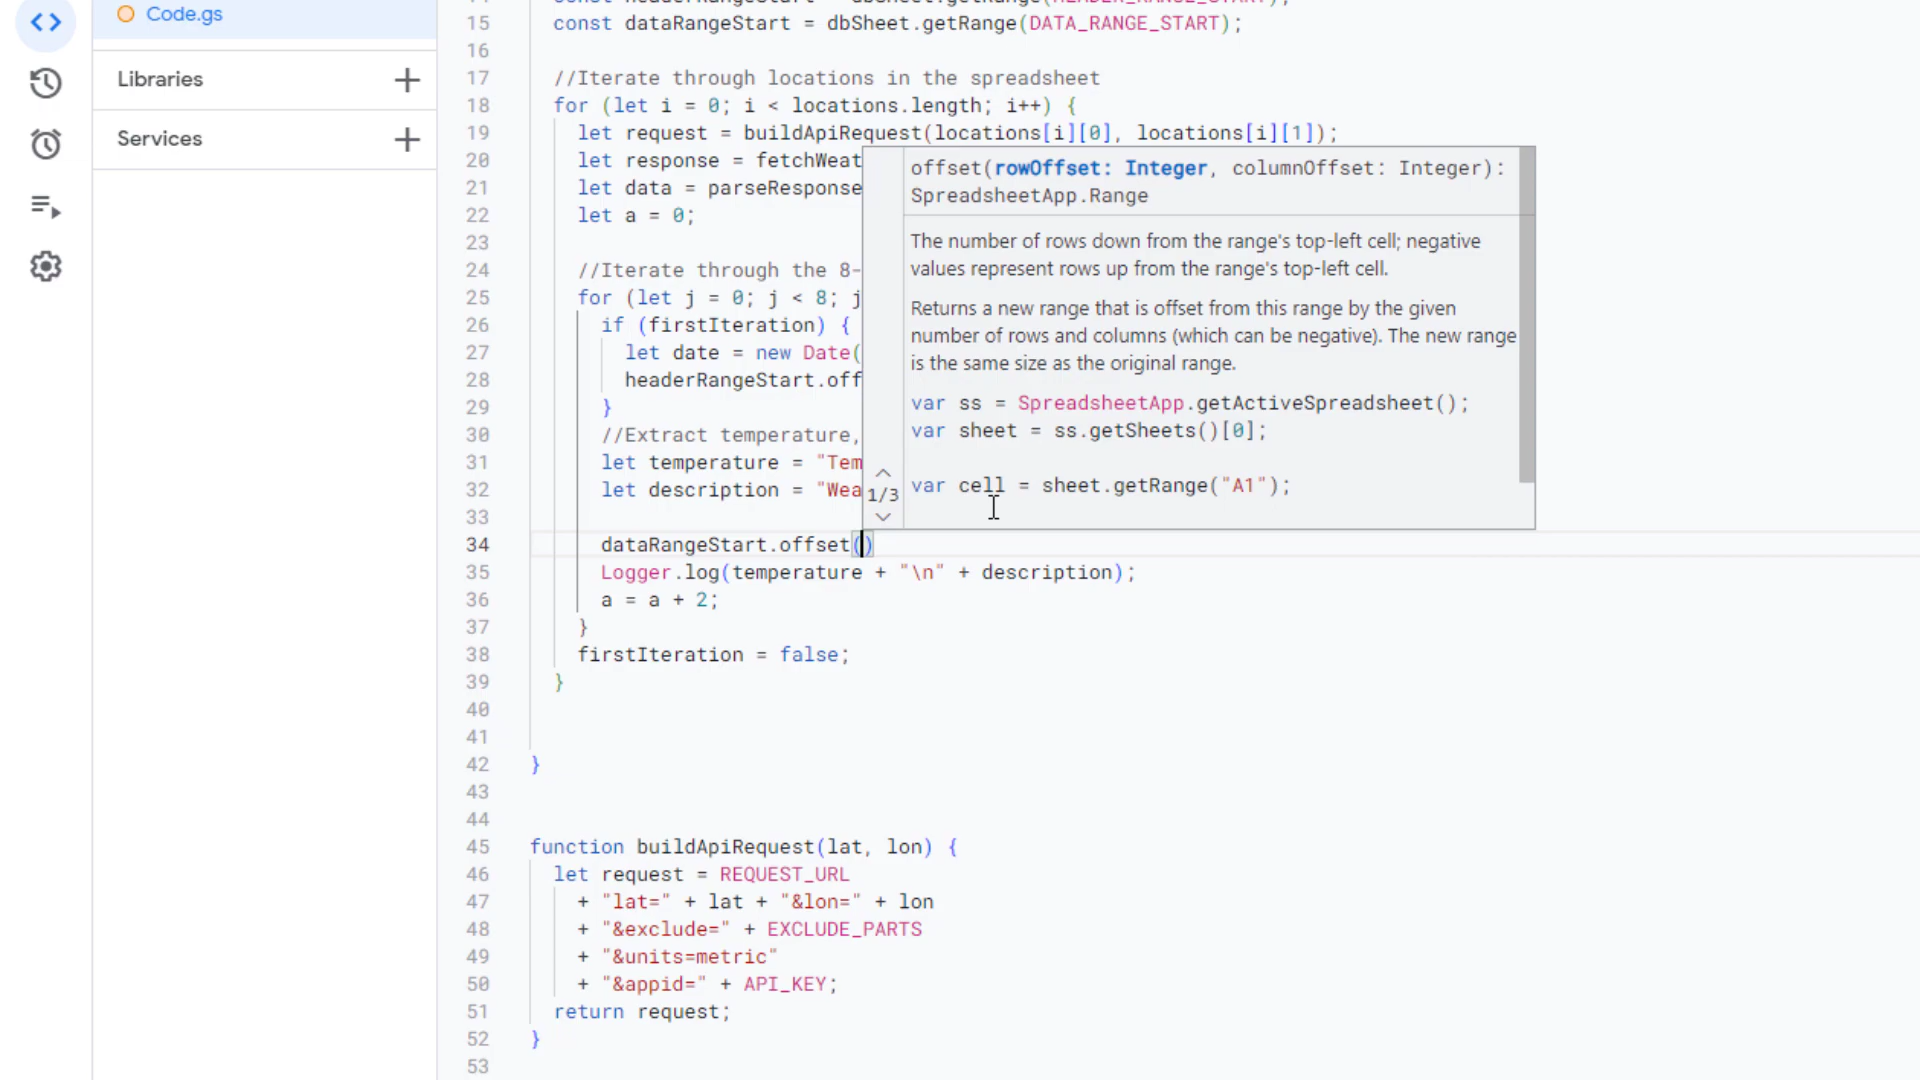 Code.gs
Libraries
Services
15 const dataRangeStart = dbSheet.getRange(DATA_RANGE_START);
16
17 //Iterate through locations in the spreadsheet
18 for (let i = 0; i < locations.length; i++) {
19 let request = buildApiRequest(locations[i][0], locations[i][1]);
20 let response = fetchWeat
21 let data = parseResponse
22 let a = 0;
23
24 //Iterate through the 8-
25 for (let j = 0; j < 8; j
26 if (firstIteration) {
27 let date = new Date(
28 headerRangeStart.off
29 }
30 //Extract temperature,
31 let temperature = "Tem
32 let description = "Wea
33
34 dataRangeStart.offset()
35 Logger.log(temperature + "\n" + description);
36 a = a + 2;
37 }
38 firstIteration = false;
39 }
40
41
42 }
43
44
45 function buildApiRequest(lat, lon) {
46 let request = REQUEST_URL
47 + "lat=" + lat + "&lon=" + lon
48 + "&exclude=" + EXCLUDE_PARTS
49 + "&units=metric"
50 + "&appid=" + API_KEY;
51 return request;
52 }
53
offset(rowOffset: Integer, columnOffset: Integer):
SpreadsheetApp.Range
The number of rows down from the range's top-left cell; negative
values represent rows up from the range's top-left cell.
Returns a new range that is offset from this range by the given
number of rows and columns (which can be negative). The new range
is the same size as the original range.
var ss = SpreadsheetApp.getActiveSpreadsheet();
var sheet = ss.getSheets()[0];
var cell = sheet.getRange("A1");
1/3